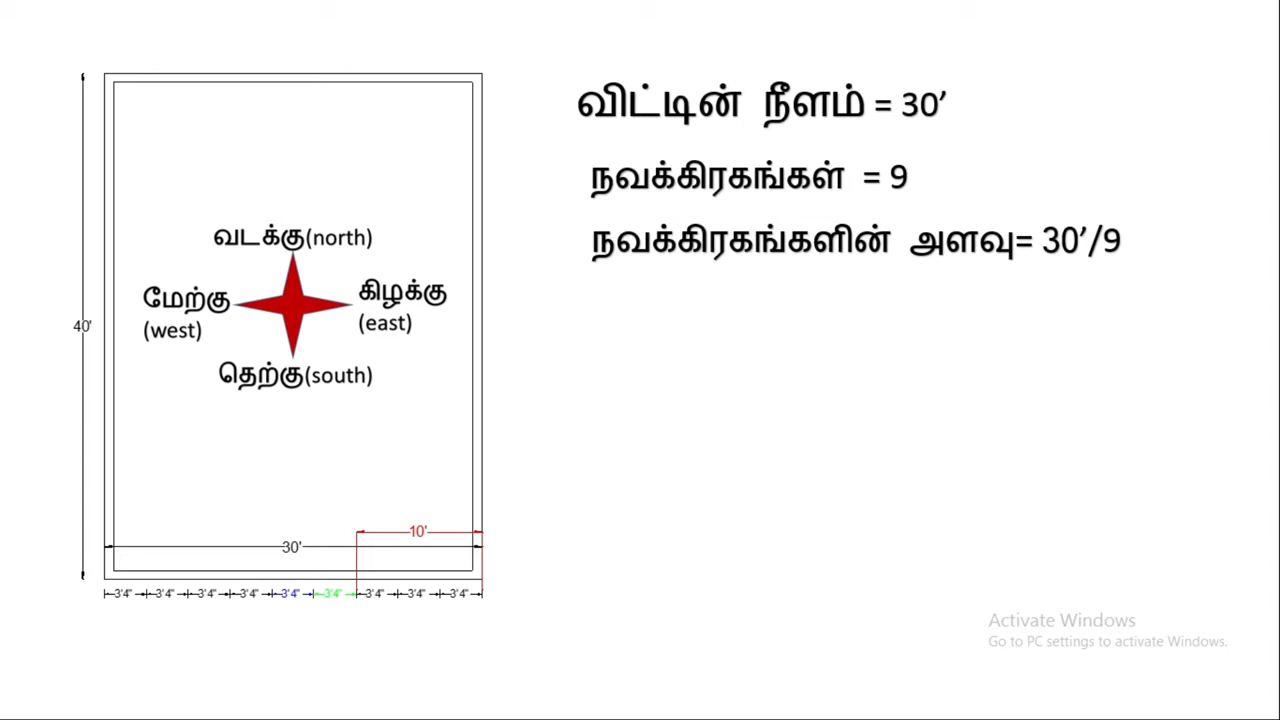 விட்டின் நீளம் = 30’
நவக்கிரகங்கள் = 9
நவக்கிரகங்களின் அளவு= 30’/9
வடக்கு(north)
மேற்கு
(west)
கிழக்கு
(east)
தெற்கு(south)
40'
10'
30'
3'4" 3'4" 3'4" 3'4" 3'4" 3'4" 3'4" 3'4" 3'4"
Activate Windows
Go to PC settings to activate Windows.